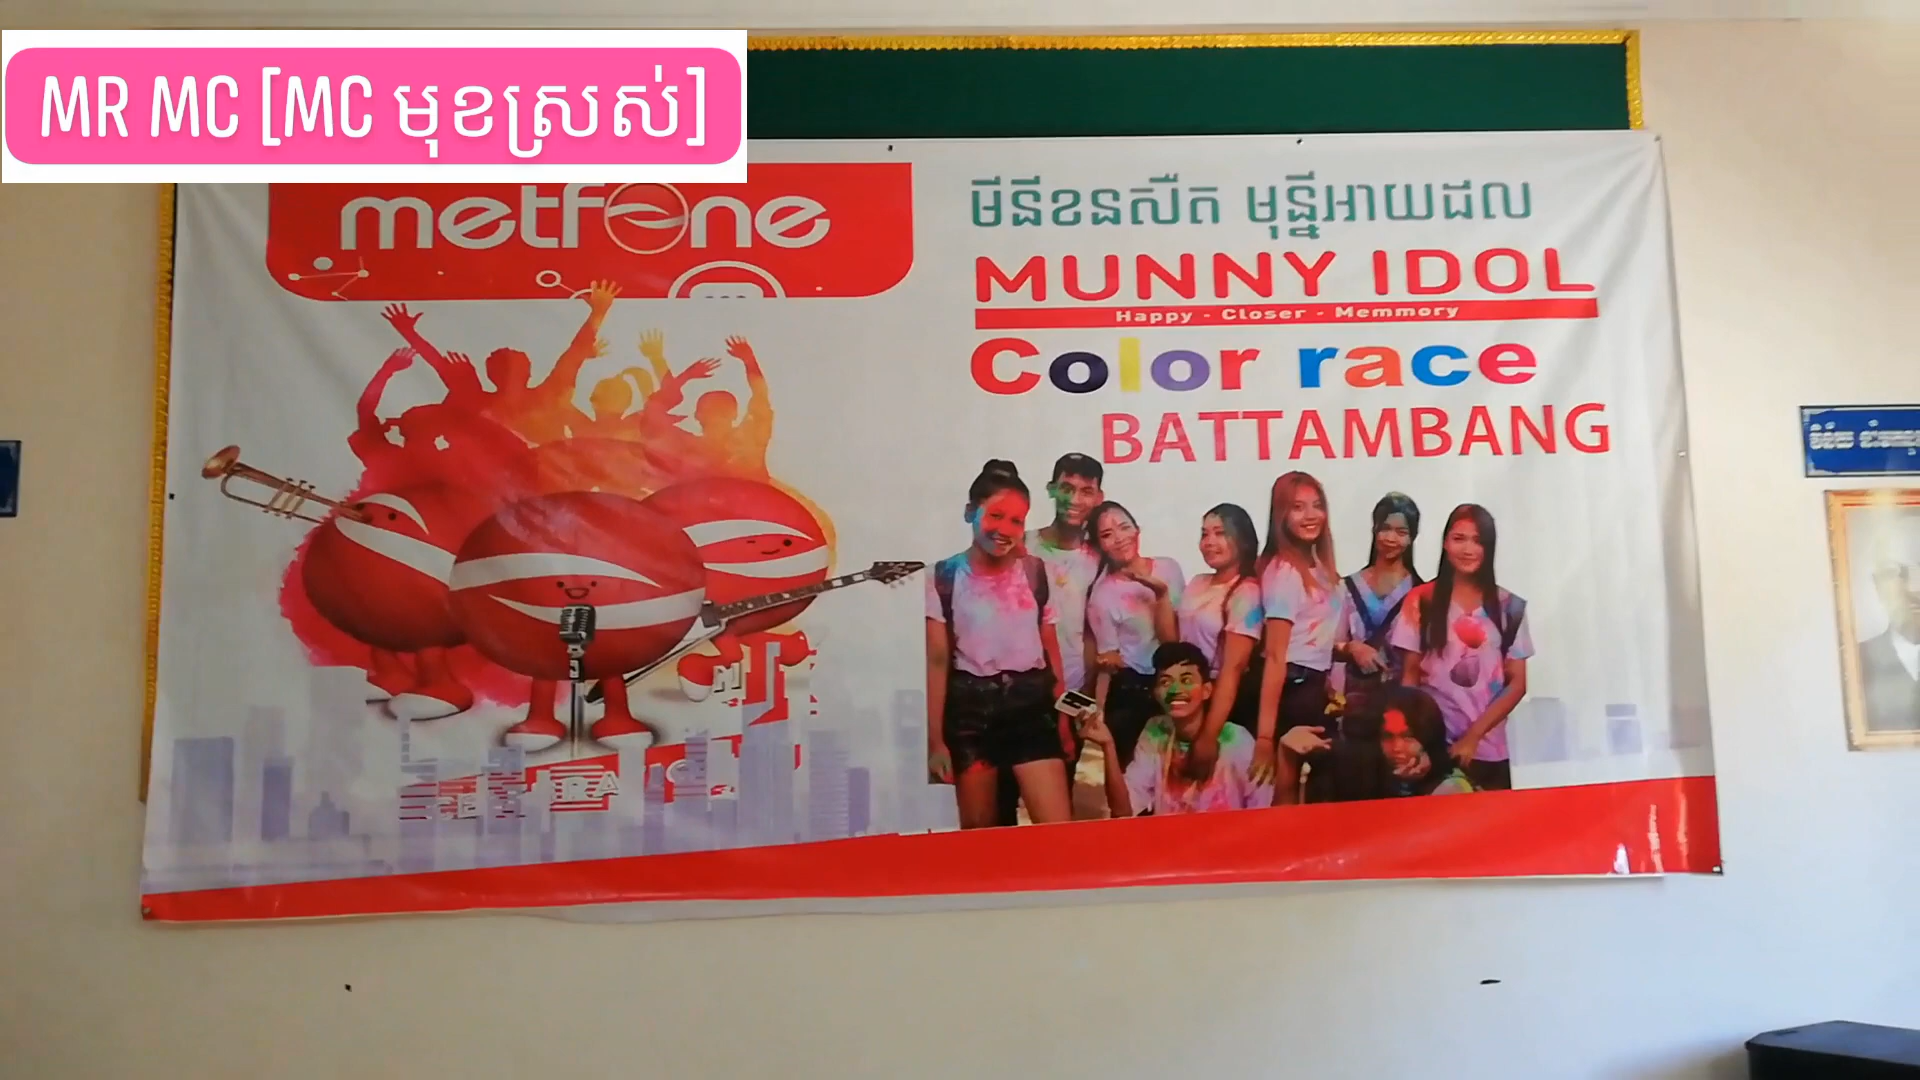 MR MC [MC មុខស្រស់]
metfone
មីនីខនសឺត មុន្នីអាយដល
MUNNY IDOL
Happy - Closer - Memmory
Color race
BATTAMBANG